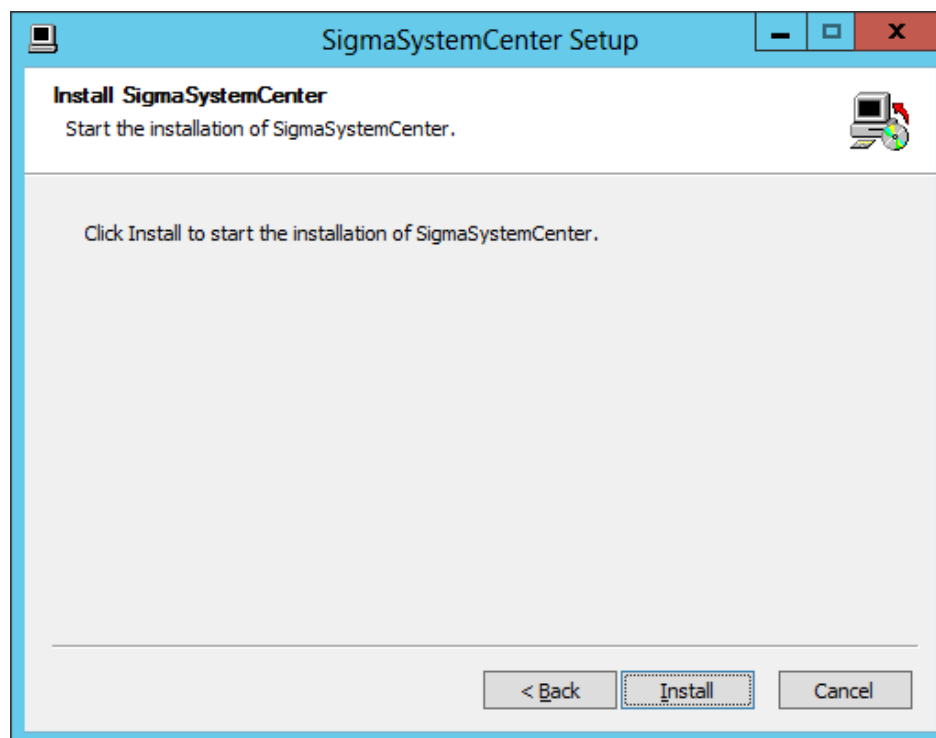 SigmaSystemCenter Setup
Install SigmaSystemCenter
Start the installation of SigmaSystemCenter.
Click Install to start the installation of SigmaSystemCenter.
< Back
Install
Cancel